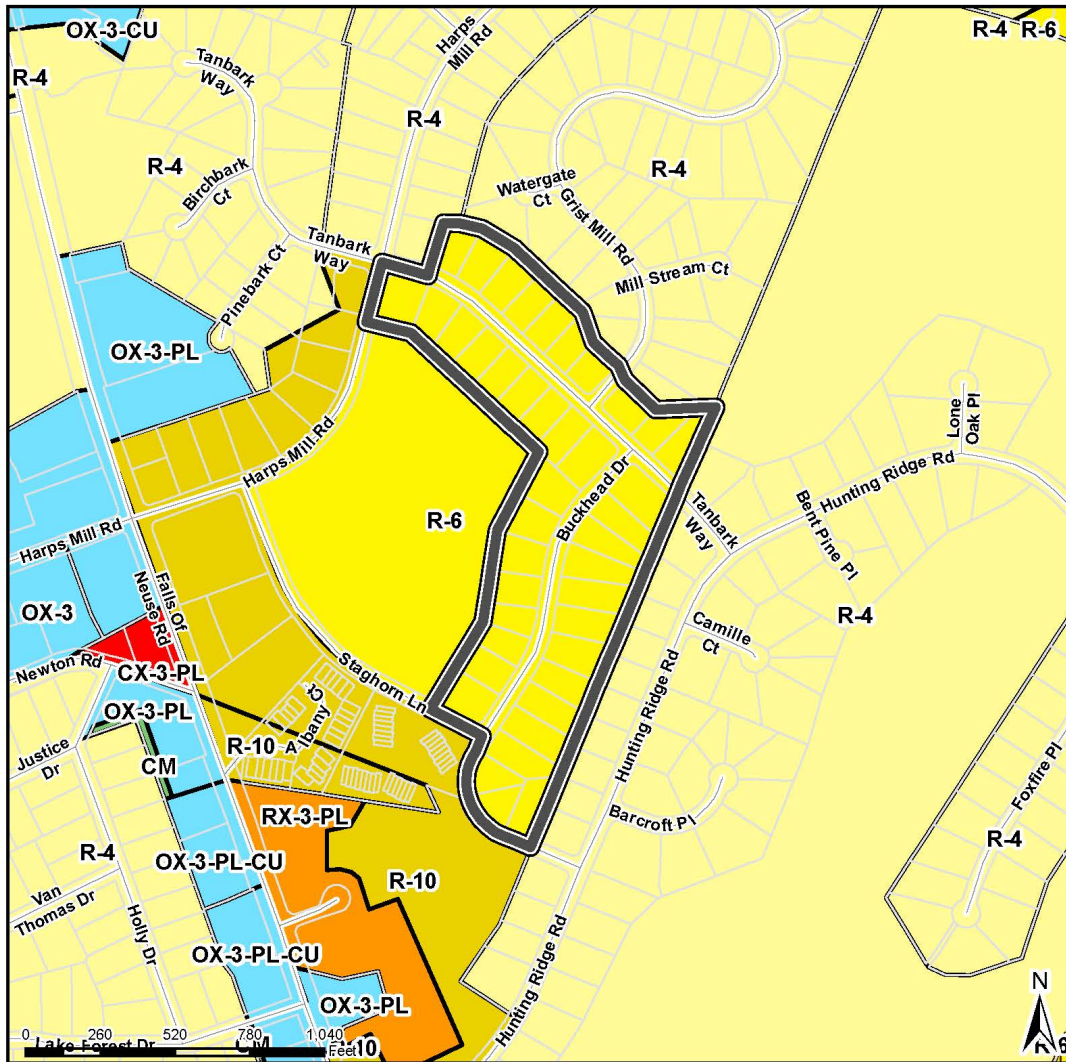 OX-3-CU
R-4 R-6
Harps
Mill Rd
Tanbark
Way
R-4
R-4
R-4
R-4
Birchbark
Ct
Watergate
Ct
Grist Mill Rd
Tanbark
Way
Mill Stream Ct
Pinebark Ct
OX-3-PL
Lone
Oak Pl
Harps Mill Rd
Hunting Ridge Rd
Buckhead Dr
Bent Pine Pl
Tanbark
Way
R-6
Harps Mill Rd
Falls Of
Neuse Rd
OX-3
R-4
Camille
Ct
Newton Rd
CX-3-PL
Staghorn Ln
OX-3-PL
Albany Ct
R-10
Justice
Dr
CM
Hunting Ridge Rd
Foxfire Pl
RX-3-PL
Barcroft Pl
R-4
R-4
OX-3-PL-CU
R-10
Van
Thomas Dr
Holly Dr
OX-3-PL-CU
Hunting Ridge Rd
N
OX-3-PL
0 260 520 780 1,040
Feet
Lake Forest Dr